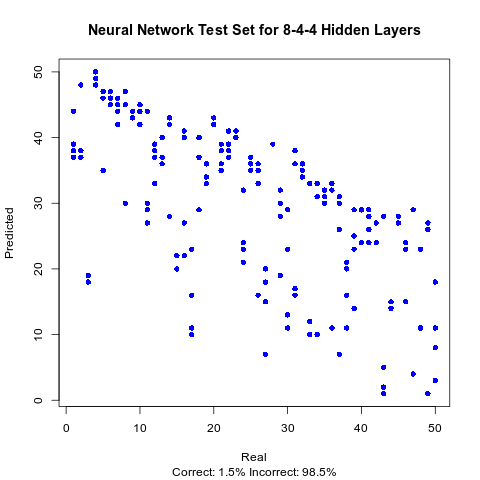 Neural Network Test Set for 8-4-4 Hidden Layers
Predicted
50
40
30
20
10
0
0 10 20 30 40 50
Real
Correct: 1.5% Incorrect: 98.5%